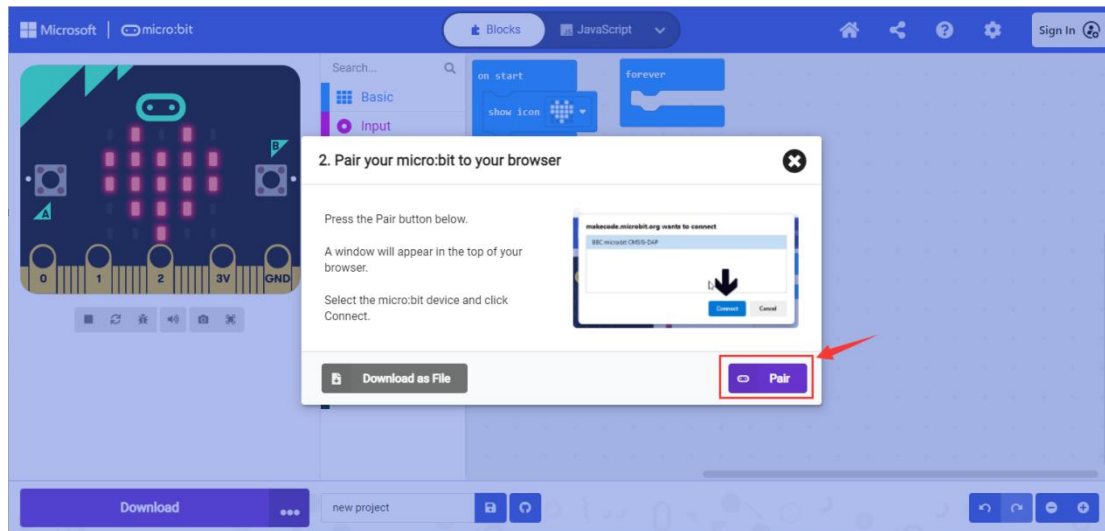 Microsoft | micro:bit
Blocks
JavaScript
Sign In
Search...
Basic
Input
on start
show icon
forever
A
B
0 1 2 3V GND
2. Pair your micro:bit to your browser
Press the Pair button below.
A window will appear in the top of your
browser.
Select the micro:bit device and click
Connect.
makecode.microbit.org wants to connect
BBC micro:bit CMSIS-DAP
Connect
Cancel
Download as File
Pair
Download
new project